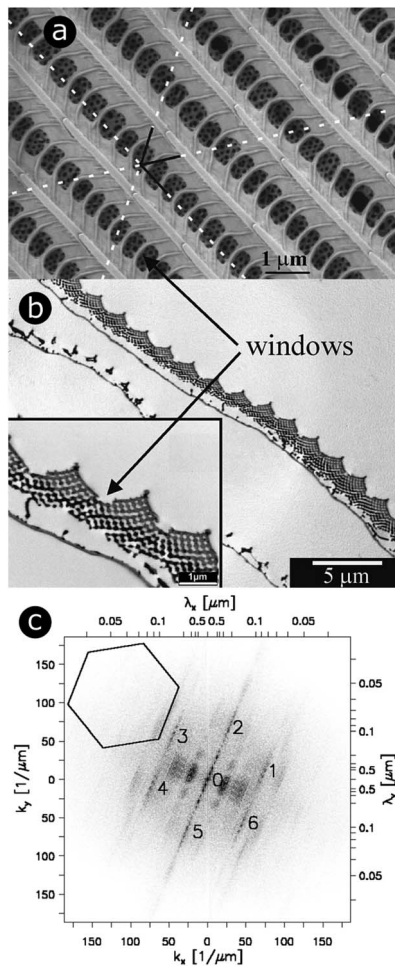 a
1 µm
b
windows
1µm
5 µm
c
λx [µm]
0.05 0.1 0.5 0.5 0.1 0.05
150
100
50
0
50
100
150
ky [1/µm]
3 2
4 0 1
5 6
0.05
0.1
0.5
0.5
0.1
0.05
λy [µm]
150 100 50 0 50 100 150
kx [1/µm]